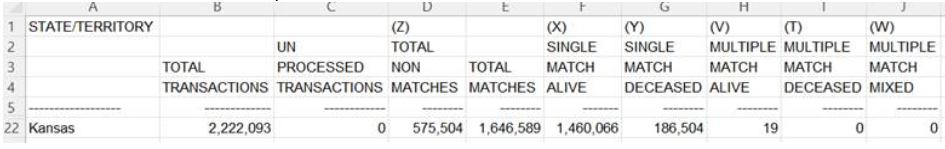 A B C D E F G H I J
1 STATE/TERRITORY (Z) (X) (Y) (V) (T) (W)
2 UN TOTAL SINGLE SINGLE MULTIPLE MULTIPLE MULTIPLE
3 TOTAL PROCESSED NON TOTAL MATCH MATCH MATCH MATCH MATCH
4 TRANSACTIONS TRANSACTIONS MATCHES MATCHES ALIVE DECEASED ALIVE DECEASED MIXED
5 ------------------ ------------- ------------ -------- -------- ------- -------- -------- -------- --------
22 Kansas 2,222,093 0 575,504 1,646,589 1,460,066 186,504 19 0 0